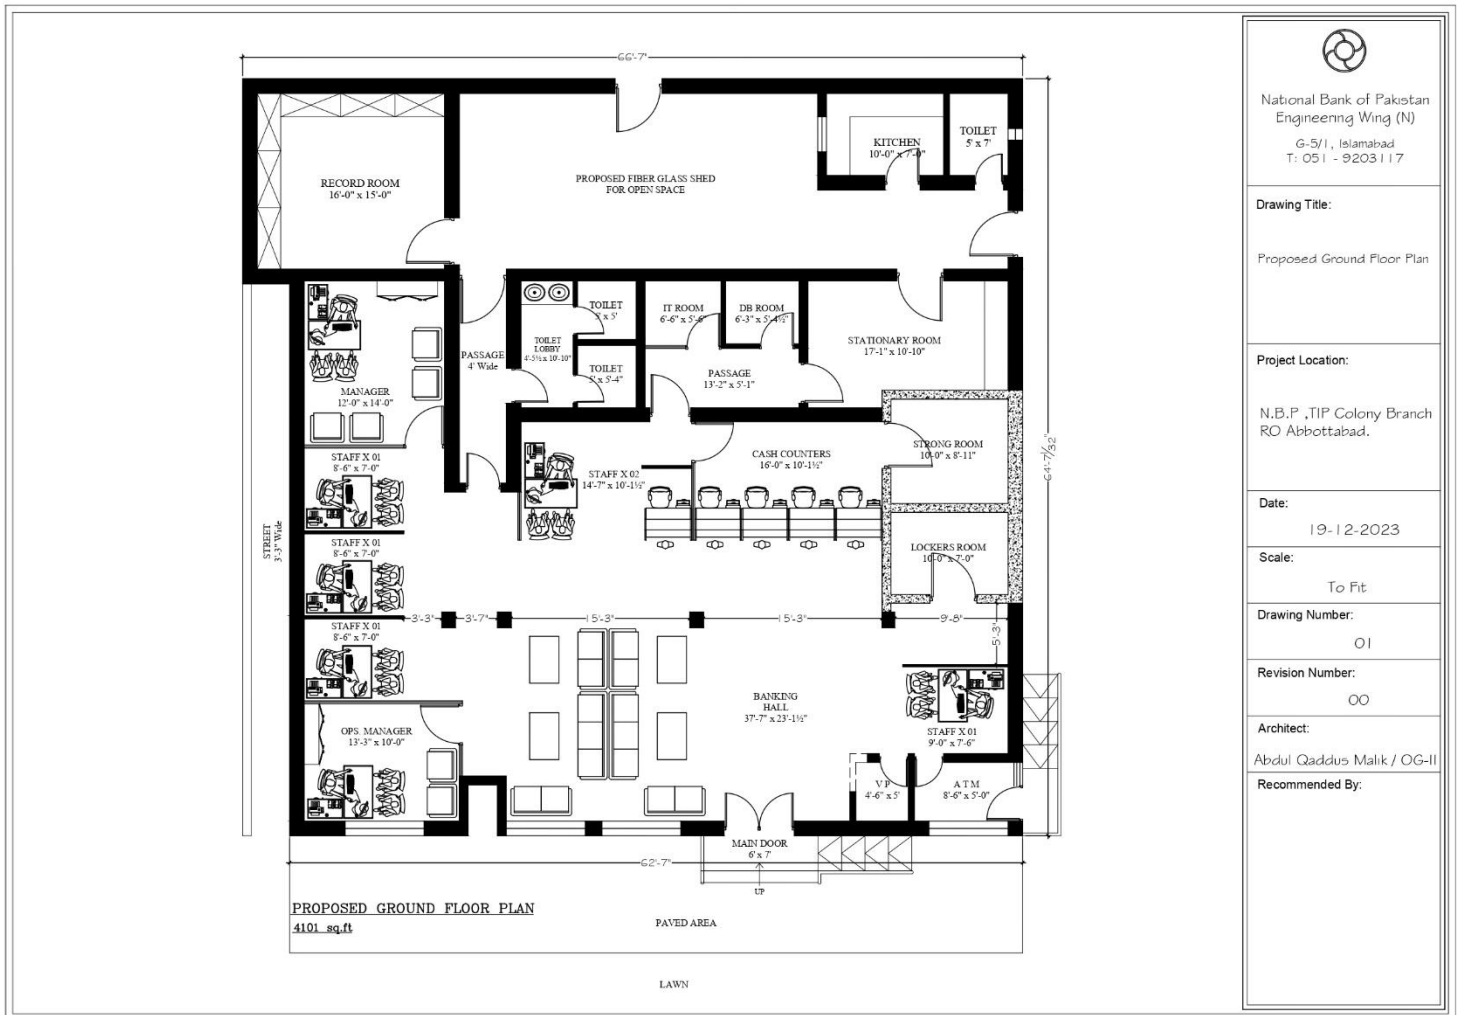 66'-7"
RECORD ROOM
16'-0" x 15'-0"
PROPOSED FIBER GLASS SHED
FOR OPEN SPACE
KITCHEN
10'-0" x 7'-0"
TOILET
5' x 7'
MANAGER
12'-0" x 14'-0"
PASSAGE
4' Wide
TOILET
LOBBY
4'-5½ x 10'-10"
TOILET
5' x 5'
TOILET
5' x 5'-4"
IT ROOM
6'-6" x 5'-6"
DB ROOM
6'-3" x 5'-4½"
PASSAGE
13'-2" x 5'-1"
STATIONARY ROOM
17'-1" x 10'-10"
STAFF X 01
8'-6" x 7'-0"
STAFF X 02
14'-7" x 10'-1½"
CASH COUNTERS
16'-0" x 10'-1½"
STRONG ROOM
10'-0" x 8'-11"
64'-7/32"
STREET
3'-3" Wide
STAFF X 01
8'-6" x 7'-0"
LOCKERS ROOM
10'-0" x 7'-0"
3'-3"
3'-7"
15'-3"
15'-3"
9'-8"
5'-3"
STAFF X 01
8'-6" x 7'-0"
BANKING
HALL
37'-7" x 23'-1½"
OPS. MANAGER
13'-3" x 10'-0"
STAFF X 01
9'-0" x 7'-6"
V P
4'-6" x 5'
A T M
8'-6" x 5'-0"
MAIN DOOR
6' x 7'
UP
62'-7"
PROPOSED GROUND FLOOR PLAN
4101 sq.ft
PAVED AREA
LAWN
National Bank of Pakistan
Engineering Wing (N)
G-5/1, Islamabad
T: 051 - 9203117
Drawing Title:
Proposed Ground Floor Plan
Project Location:
N.B.P ,TIP Colony Branch
RO Abbottabad.
Date:
19-12-2023
Scale:
To Fit
Drawing Number:
01
Revision Number:
00
Architect:
Abdul Qaddus Malik / OG-II
Recommended By: